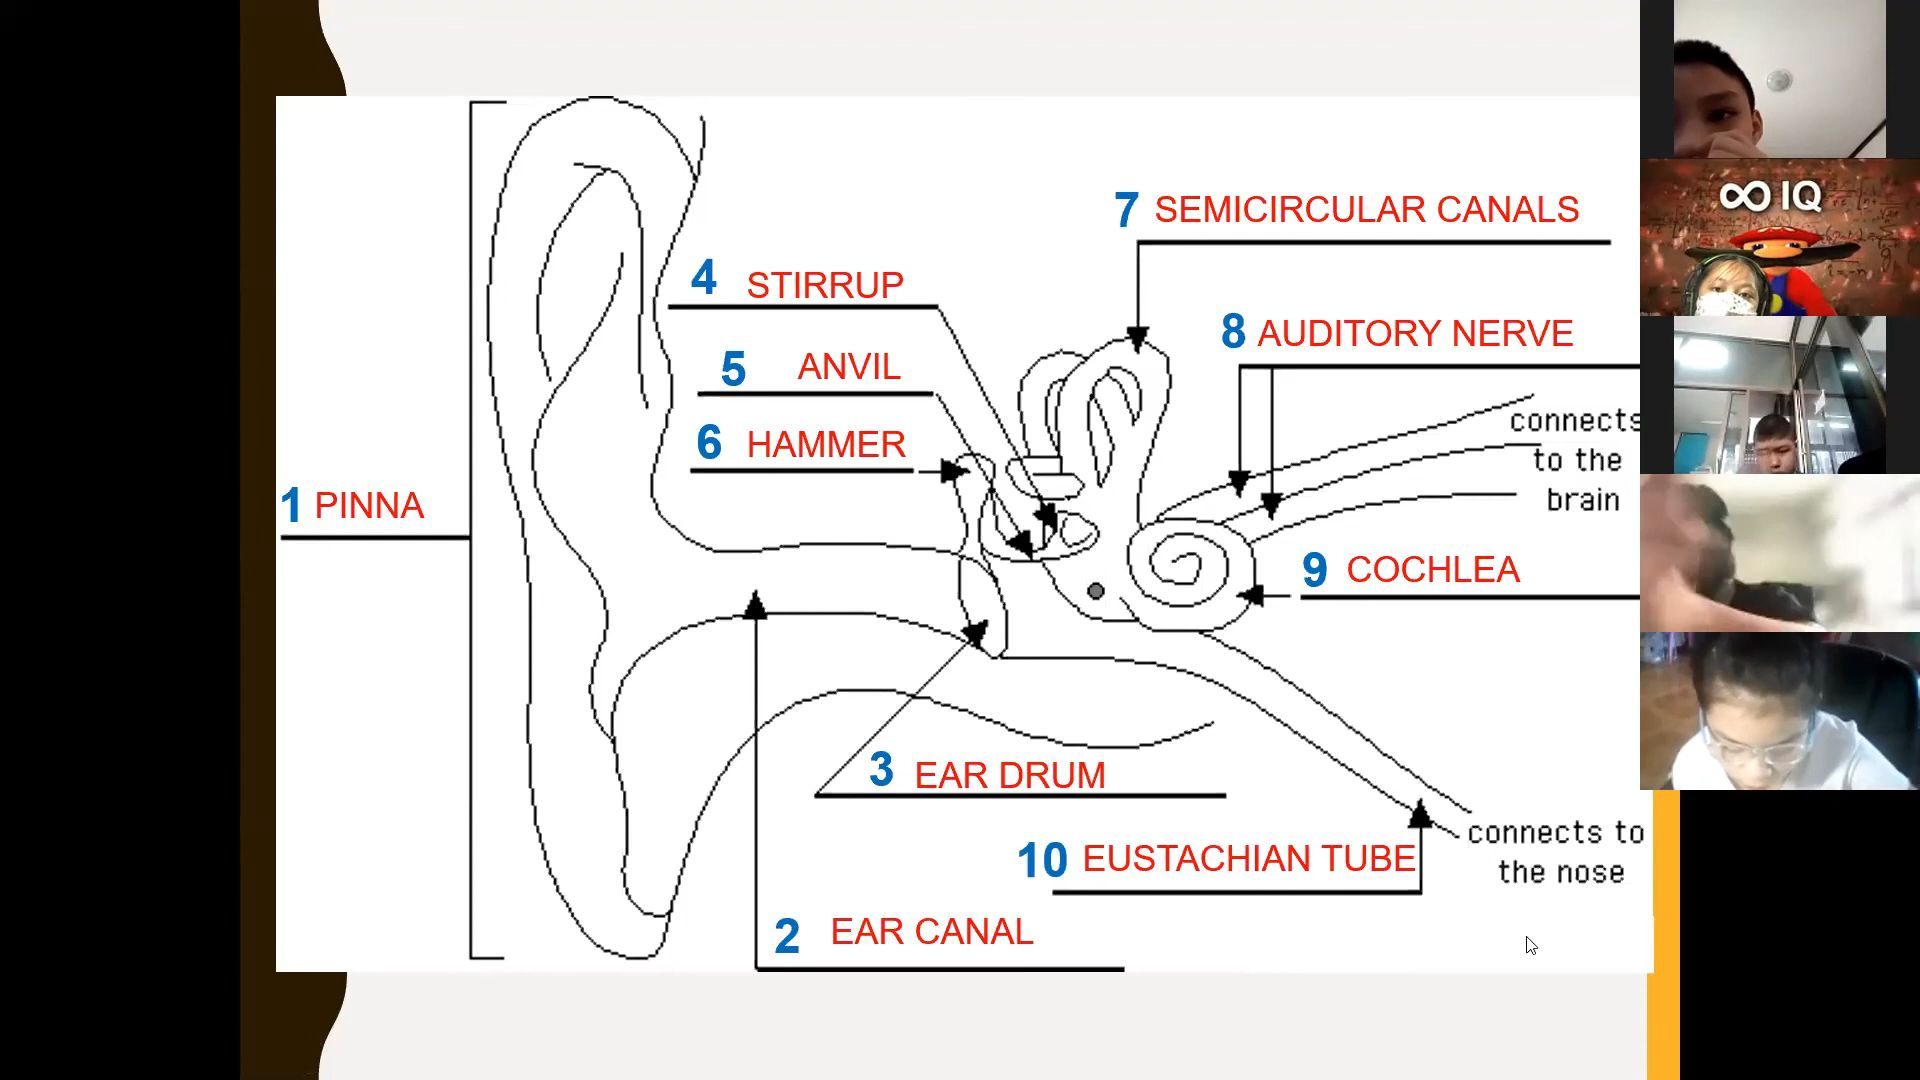 7 SEMICIRCULAR CANALS
4 STIRRUP
8 AUDITORY NERVE
5 ANVIL
connects
to the
brain
6 HAMMER
1 PINNA
9 COCHLEA
3 EAR DRUM
10 EUSTACHIAN TUBE
connects to
the nose
2 EAR CANAL
∞ IQ